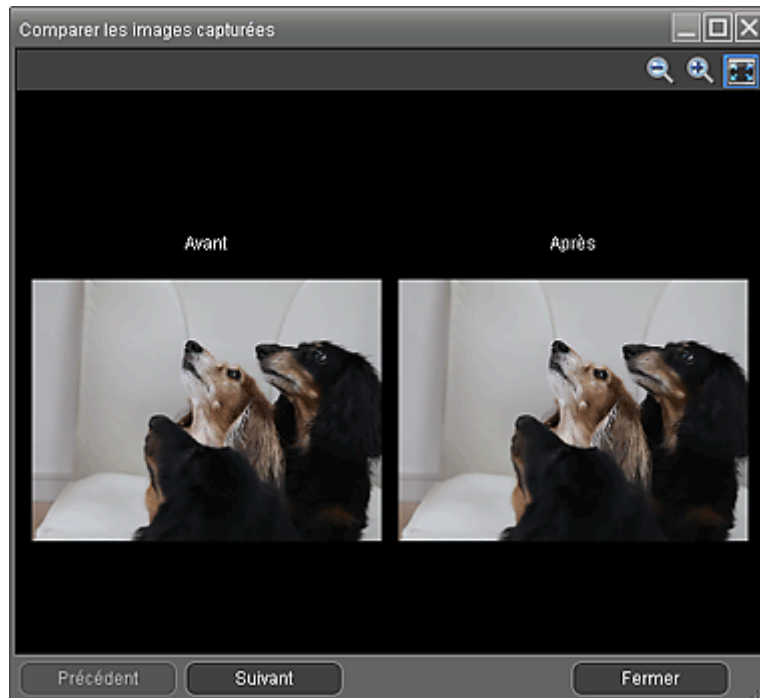 Comparer les images capturées
Avant
Après
Précédent
Suivant
Fermer